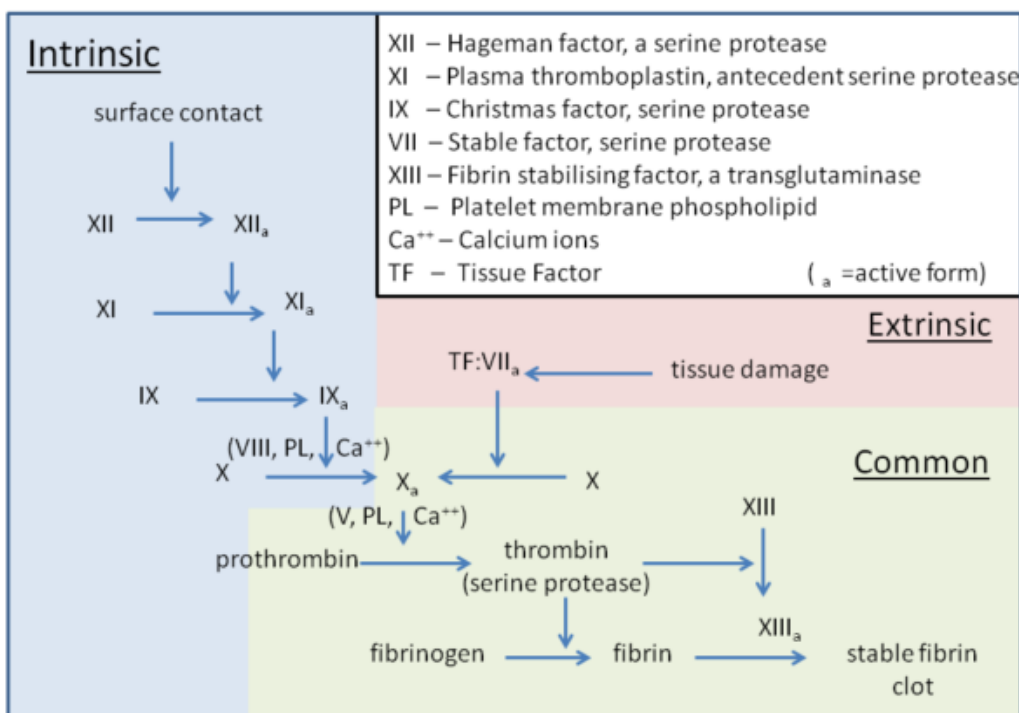 Intrinsic
surface contact
XII
XIIₐ
XI
XIₐ
IX
IXₐ
(VIII, PL, Ca⁺⁺)
X
XII – Hageman factor, a serine protease
XI – Plasma thromboplastin, antecedent serine protease
IX – Christmas factor, serine protease
VII – Stable factor, serine protease
XIII – Fibrin stabilising factor, a transglutaminase
PL – Platelet membrane phospholipid
Ca⁺⁺ – Calcium ions
TF – Tissue Factor ( ₐ =active form)
Extrinsic
TF:VIIₐ
tissue damage
Common
Xₐ
X
(V, PL, Ca⁺⁺)
XIII
prothrombin
thrombin
(serine protease)
XIIIₐ
fibrinogen
fibrin
stable fibrin
clot